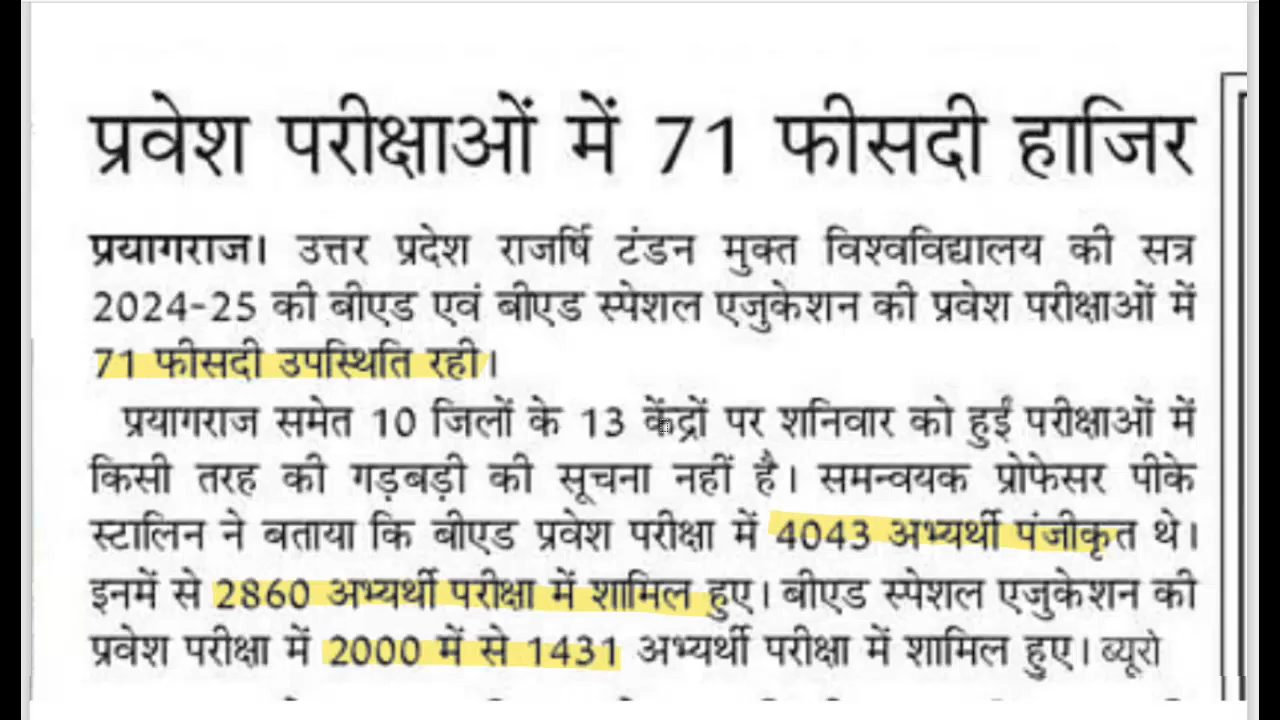 प्रवेश परीक्षाओं में 71 फीसदी हाजिर
प्रयागराज। उत्तर प्रदेश राजर्षि टंडन मुक्त विश्वविद्यालय की सत्र
2024-25 की बीएड एवं बीएड स्पेशल एजुकेशन की प्रवेश परीक्षाओं में
71 फीसदी उपस्थिति रही।
प्रयागराज समेत 10 जिलों के 13 केंद्रों पर शनिवार को हुईं परीक्षाओं में
किसी तरह की गड़बड़ी की सूचना नहीं है। समन्वयक प्रोफेसर पीके
स्टालिन ने बताया कि बीएड प्रवेश परीक्षा में 4043 अभ्यर्थी पंजीकृत थे।
इनमें से 2860 अभ्यर्थी परीक्षा में शामिल हुए। बीएड स्पेशल एजुकेशन की
प्रवेश परीक्षा में 2000 में से 1431 अभ्यर्थी परीक्षा में शामिल हुए। ब्यूरो